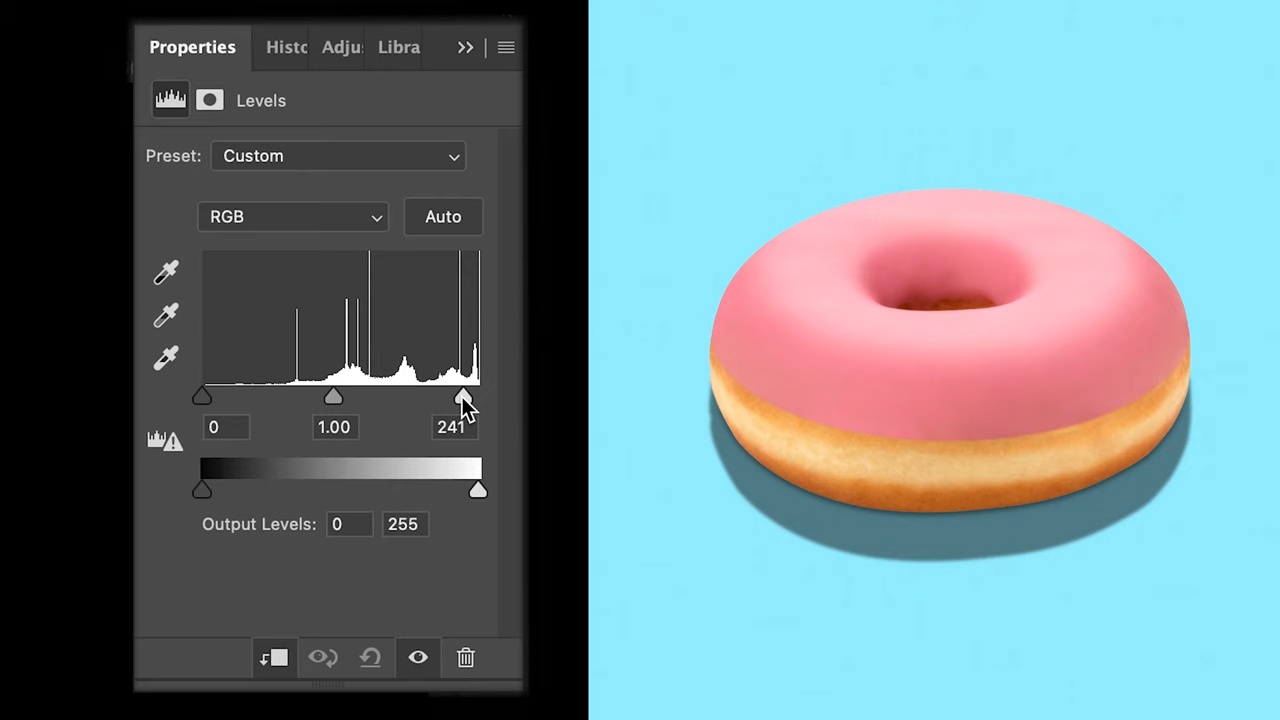 Properties Histo Adju Libra
Levels
Preset: Custom
RGB Auto
0 1.00 241
Output Levels: 0 255